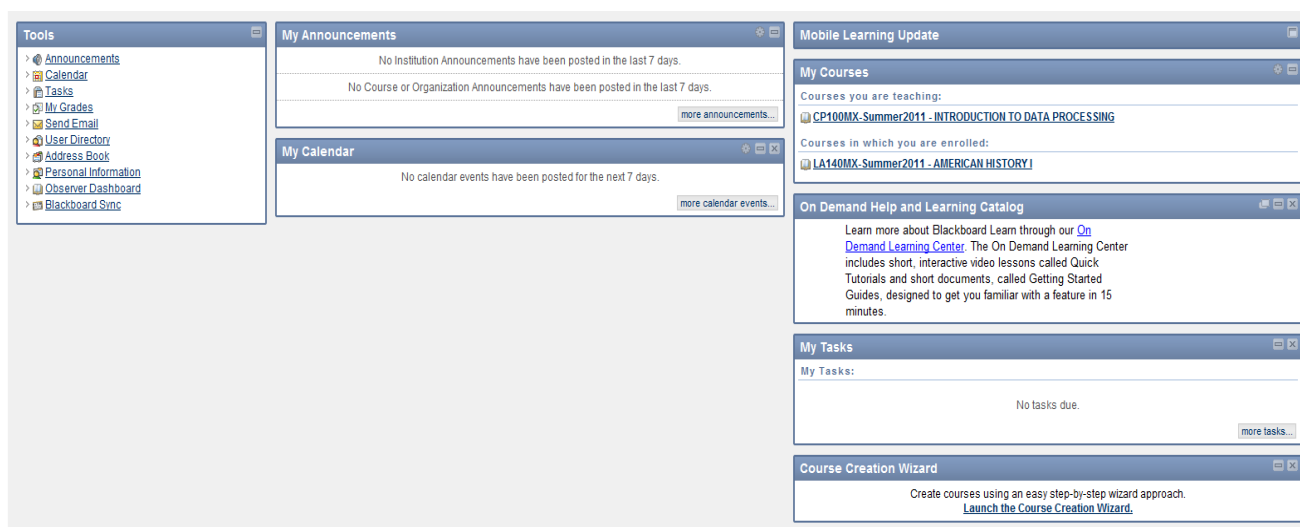 Tools
Announcements
Calendar
Tasks
My Grades
Send Email
User Directory
Address Book
Personal Information
Observer Dashboard
Blackboard Sync
My Announcements
No Institution Announcements have been posted in the last 7 days.
No Course or Organization Announcements have been posted in the last 7 days.
more announcements...
My Calendar
No calendar events have been posted for the next 7 days.
more calendar events...
Mobile Learning Update
My Courses
Courses you are teaching:
CP100MX-Summer2011 - INTRODUCTION TO DATA PROCESSING
Courses in which you are enrolled:
LA140MX-Summer2011 - AMERICAN HISTORY I
On Demand Help and Learning Catalog
Learn more about Blackboard Learn through our On
Demand Learning Center. The On Demand Learning Center
includes short, interactive video lessons called Quick
Tutorials and short documents, called Getting Started
Guides, designed to get you familiar with a feature in 15
minutes.
My Tasks
My Tasks:
No tasks due.
more tasks...
Course Creation Wizard
Create courses using an easy step-by-step wizard approach.
Launch the Course Creation Wizard.